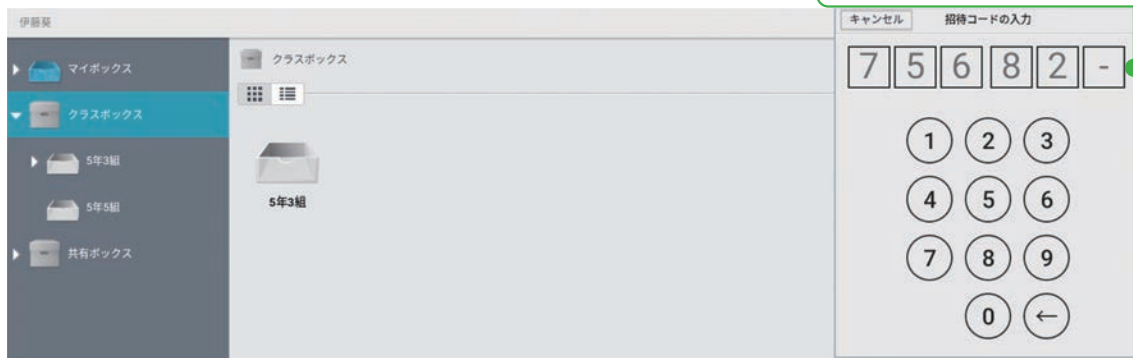 伊藤葵
マイボックス
クラスボックス
5年3組
5年5組
共有ボックス
クラスボックス
5年3組
キャンセル
招待コードの入力
7 5 6 8 2 -
1 2 3
4 5 6
7 8 9
0 ←